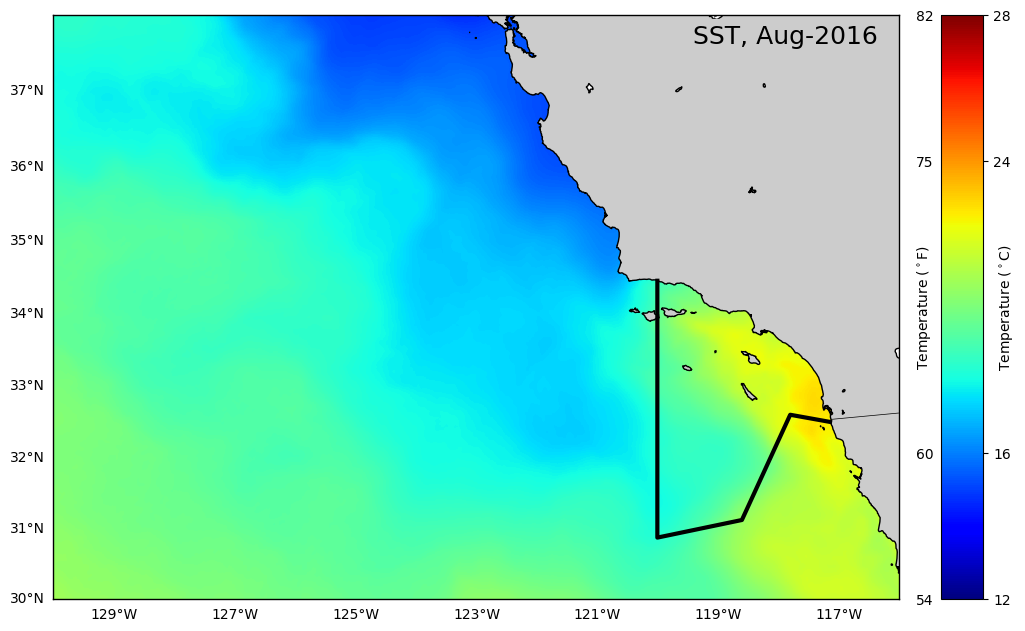 SST, Aug-2016
37°N
36°N
35°N
34°N
33°N
32°N
31°N
30°N
129°W
127°W
125°W
123°W
121°W
119°W
117°W
82
75
60
54
Temperature (°F)
28
24
16
12
Temperature (°C)